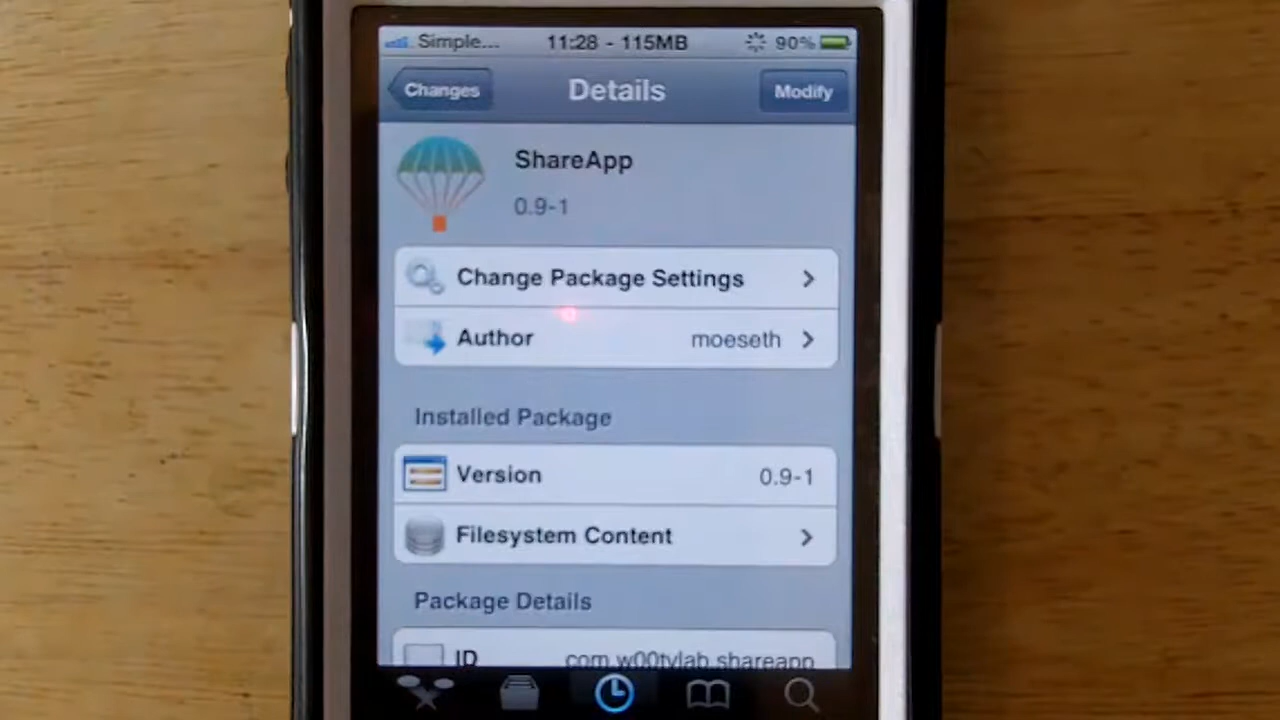 Simple... 11:28 - 115MB 90%
Changes Details Modify
ShareApp
0.9-1
Change Package Settings
Author moeseth
Installed Package
Version 0.9-1
Filesystem Content
Package Details
ID com.w00tylab.shareapp